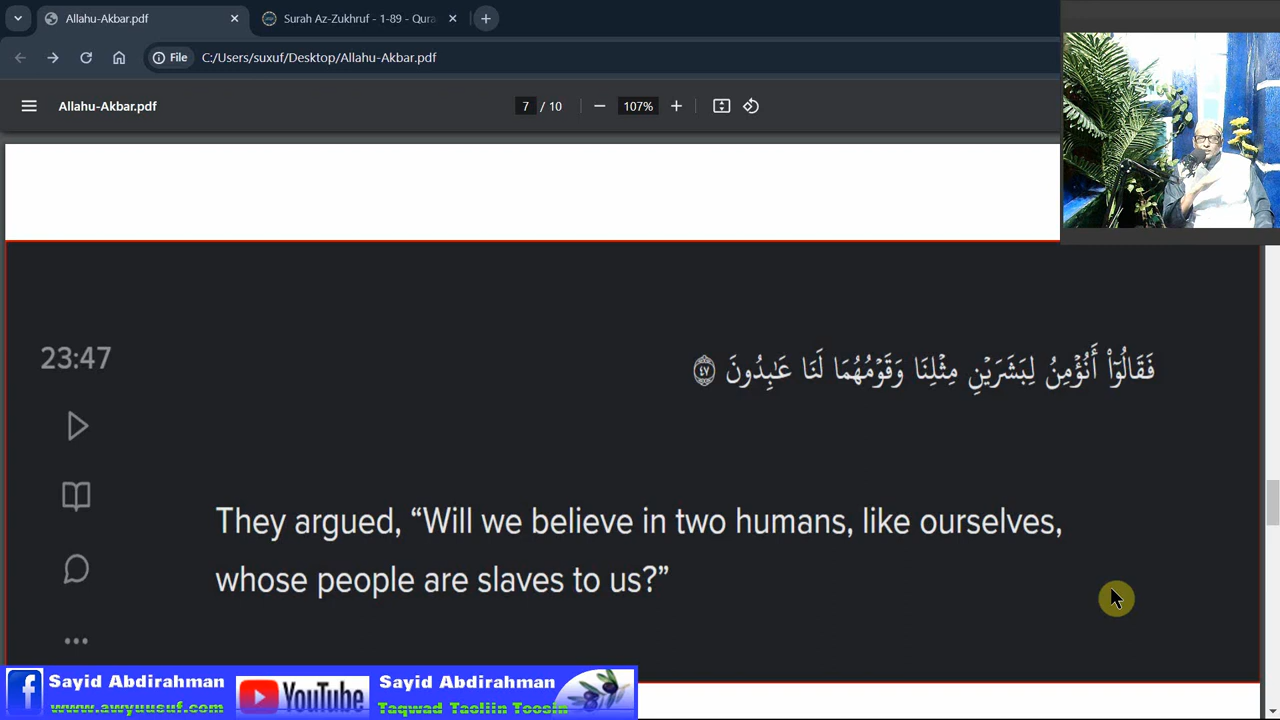 Allahu-Akbar.pdf
Surah Az-Zukhruf - 1-89 - Qura
File
C:/Users/suxuf/Desktop/Allahu-Akbar.pdf
Allahu-Akbar.pdf
7 / 10
107%
23:47
فَقَالُوٓا۟ أَنُؤْمِنُ لِبَشَرَيْنِ مِثْلِنَا وَقَوْمُهُمَا لَنَا عَـٰبِدُونَ ٤٧
They argued, “Will we believe in two humans, like ourselves,
whose people are slaves to us?”
Sayid Abdirahman
www.awyuusuf.com
YouTube
Sayid Abdirahman
Taqwad Taoliin Toosin